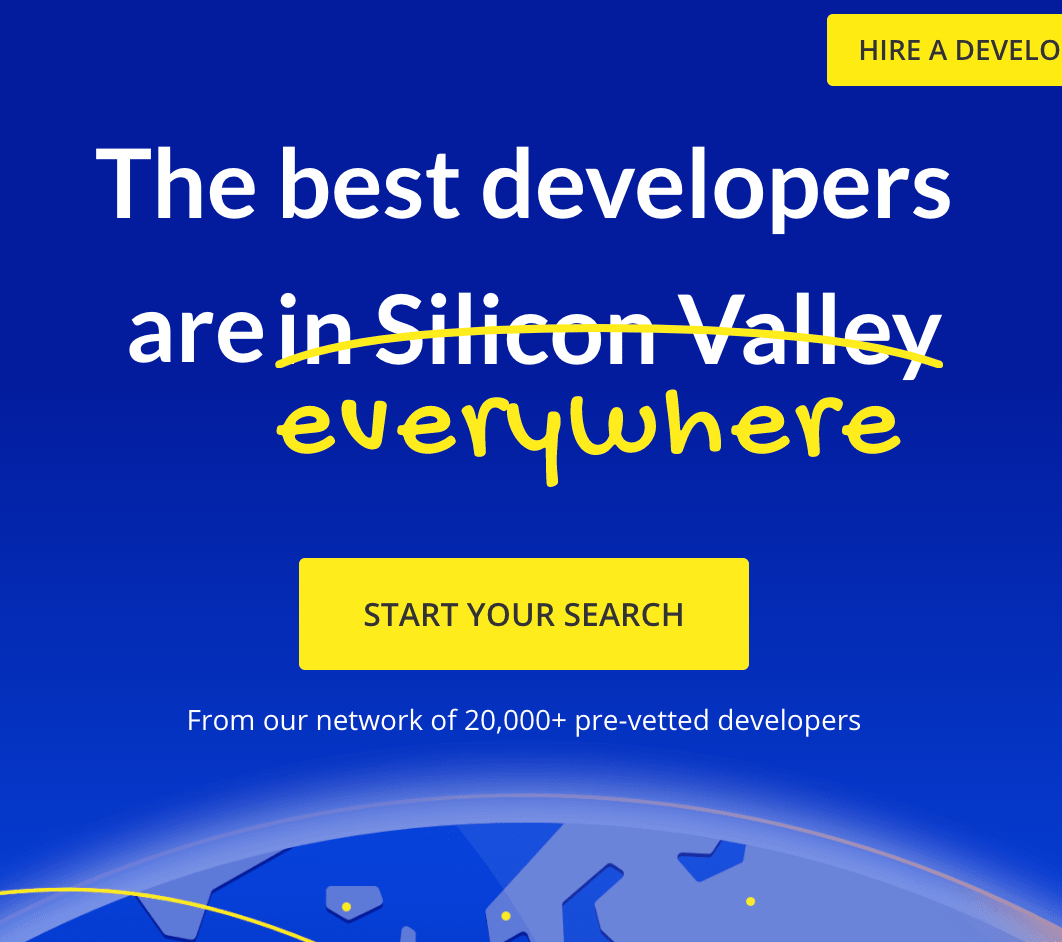 HIRE A DEVELO
The best developers
are in Silicon Valley
everywhere
START YOUR SEARCH
From our network of 20,000+ pre-vetted developers